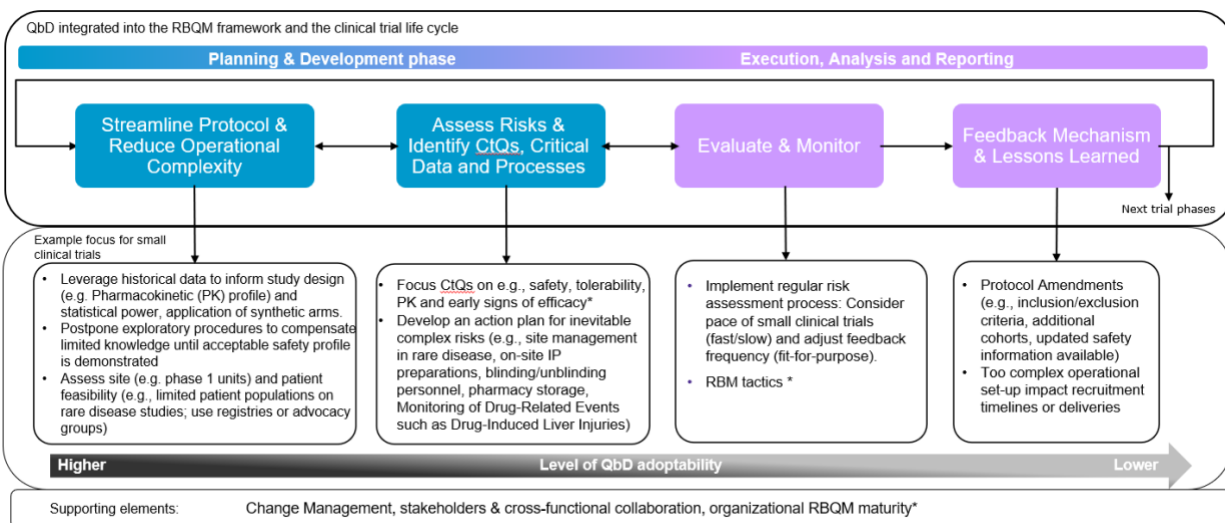 QbD integrated into the RBQM framework and the clinical trial life cycle
Planning & Development phase
Execution, Analysis and Reporting
Streamline Protocol &
Reduce Operational
Complexity
Assess Risks &
Identify CtQs, Critical
Data and Processes
Evaluate & Monitor
Feedback Mechanism
& Lessons Learned
Next trial phases
Example focus for small
clinical trials
• Leverage historical data to inform study design
(e.g. Pharmacokinetic (PK) profile) and
statistical power, application of synthetic arms.
• Postpone exploratory procedures to compensate
limited knowledge until acceptable safety profile
is demonstrated
• Assess site (e.g. phase 1 units) and patient
feasibility (e.g., limited patient populations on
rare disease studies; use registries or advocacy
groups)
• Focus CtQs on e.g., safety, tolerability,
PK and early signs of efficacy*
• Develop an action plan for inevitable
complex risks (e.g., site management
in rare disease, on-site IP
preparations, blinding/unblinding
personnel, pharmacy storage,
Monitoring of Drug-Related Events
such as Drug-Induced Liver Injuries)
• Implement regular risk
assessment process: Consider
pace of small clinical trials
(fast/slow) and adjust feedback
frequency (fit-for-purpose).
• RBM tactics *
• Protocol Amendments
(e.g., inclusion/exclusion
criteria, additional
cohorts, updated safety
information available)
• Too complex operational
set-up impact recruitment
timelines or deliveries
Higher
Level of QbD adoptability
Lower
Supporting elements:
Change Management, stakeholders & cross-functional collaboration, organizational RBQM maturity*